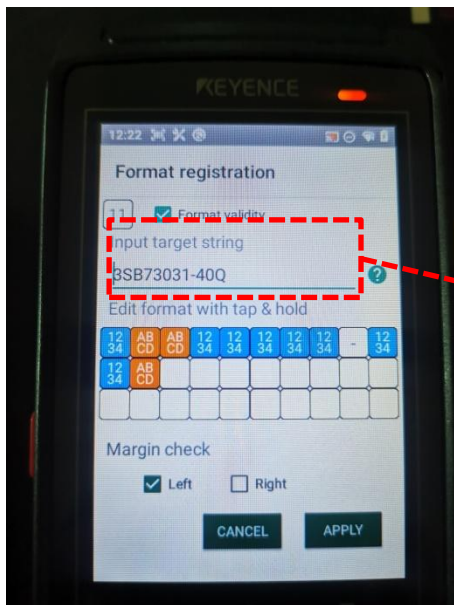 KEYENCE
12:22
Format registration
11 Format validity
Input target string
3SB73031-40Q ?
Edit format with tap & hold
12 AB AB 12 12 12 12 12 - 12
34 CD CD 34 34 34 34 34 34
12 AB
34 CD
Margin check
Left Right
CANCEL APPLY